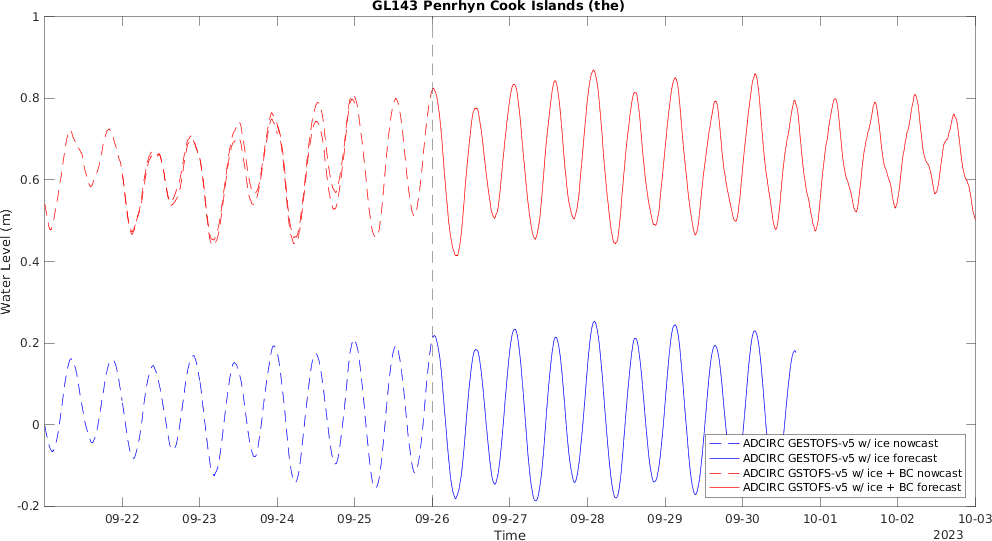 GL143 Penrhyn Cook Islands (the)
1
0.8
0.6
0.4
0.2
0
-0.2
Water Level (m)
ADCIRC GESTOFS-v5 w/ ice nowcast
ADCIRC GESTOFS-v5 w/ ice forecast
ADCIRC GSTOFS-v5 w/ ice + BC nowcast
ADCIRC GSTOFS-v5 w/ ice + BC forecast
09-22 09-23 09-24 09-25 09-26 09-27 09-28 09-29 09-30 10-01 10-02 10-03
Time
2023